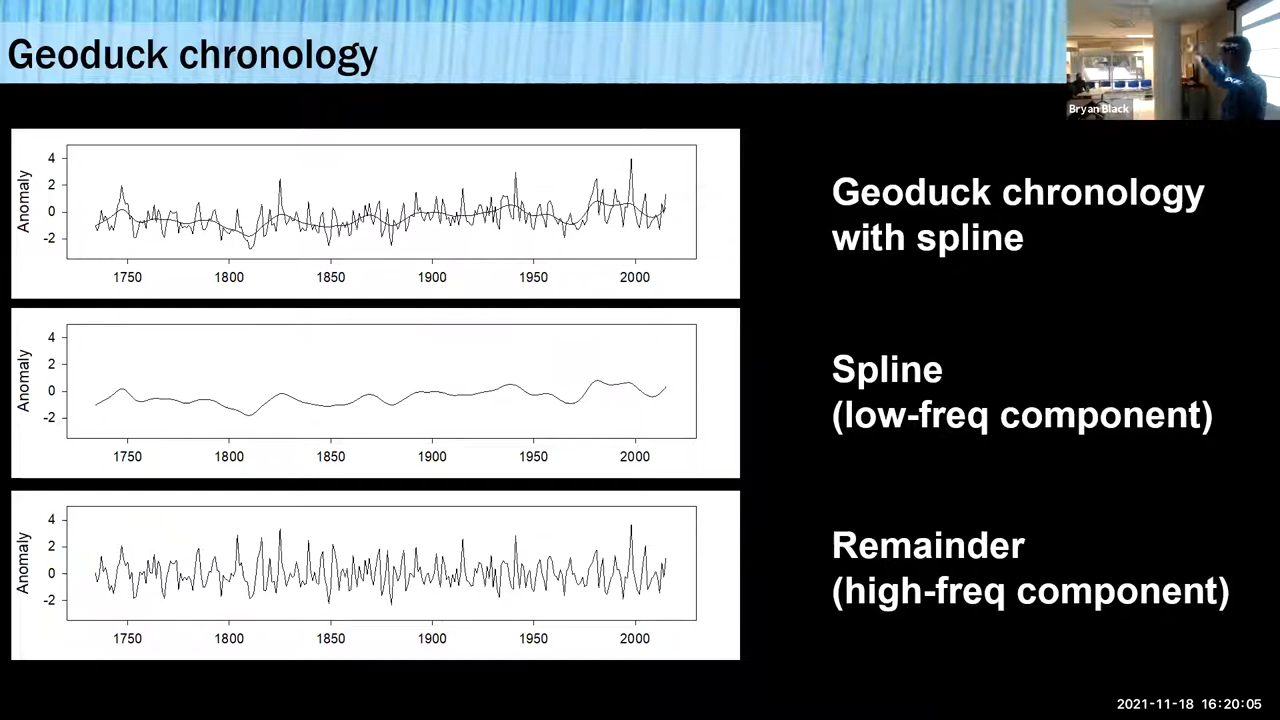 Geoduck chronology
Bryan Black
Anomaly
4
2
0
-2
1750 1800 1850 1900 1950 2000
Geoduck chronology
with spline
Anomaly
4
2
0
-2
1750 1800 1850 1900 1950 2000
Spline
(low-freq component)
Anomaly
4
2
0
-2
1750 1800 1850 1900 1950 2000
Remainder
(high-freq component)
2021-11-18 16:20:05